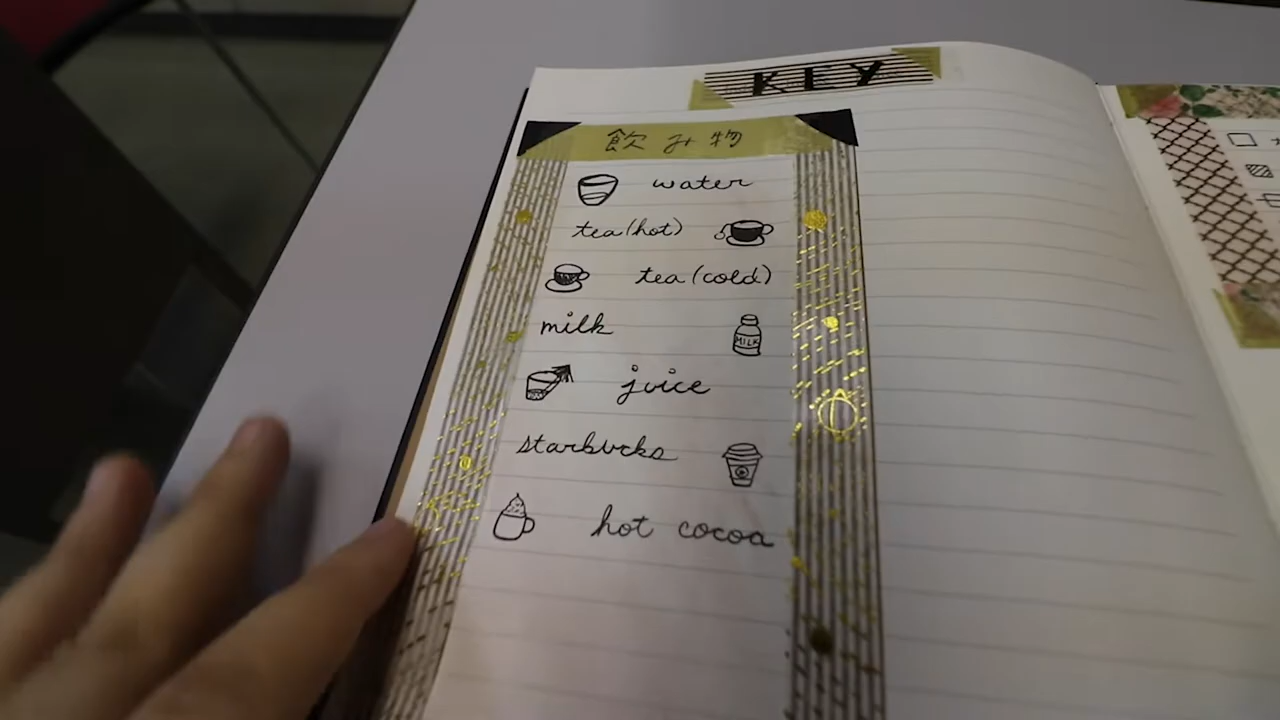 KEY
飲み物
water
tea (hot)
tea (cold)
milk
MILK
juice
starbucks
hot cocoa